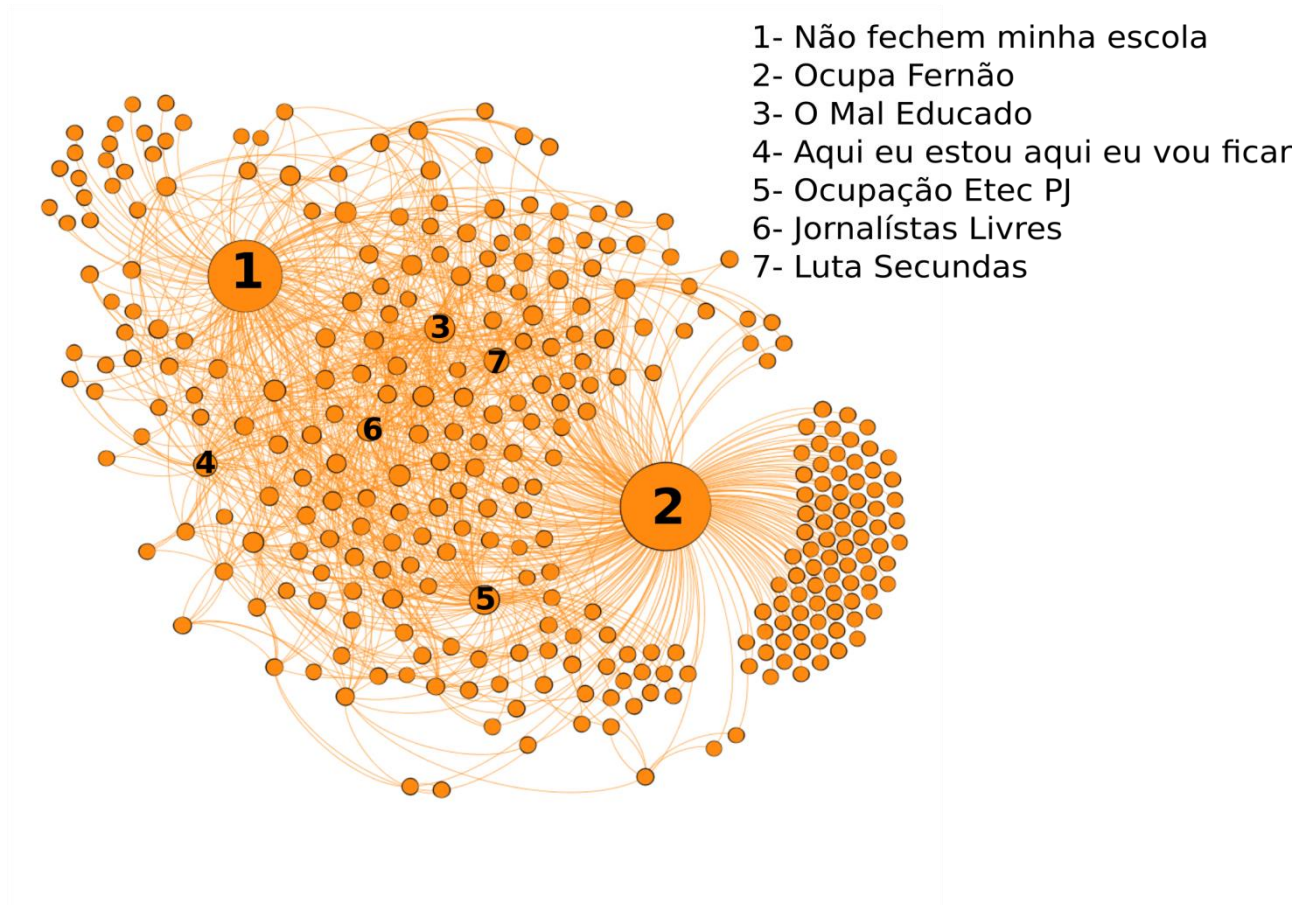 1- Não fechem minha escola
2- Ocupa Fernão
3- O Mal Educado
4- Aqui eu estou aqui eu vou ficar
5- Ocupação Etec PJ
6- Jornalístas Livres
7- Luta Secundas
1
3
7
6
4
2
5